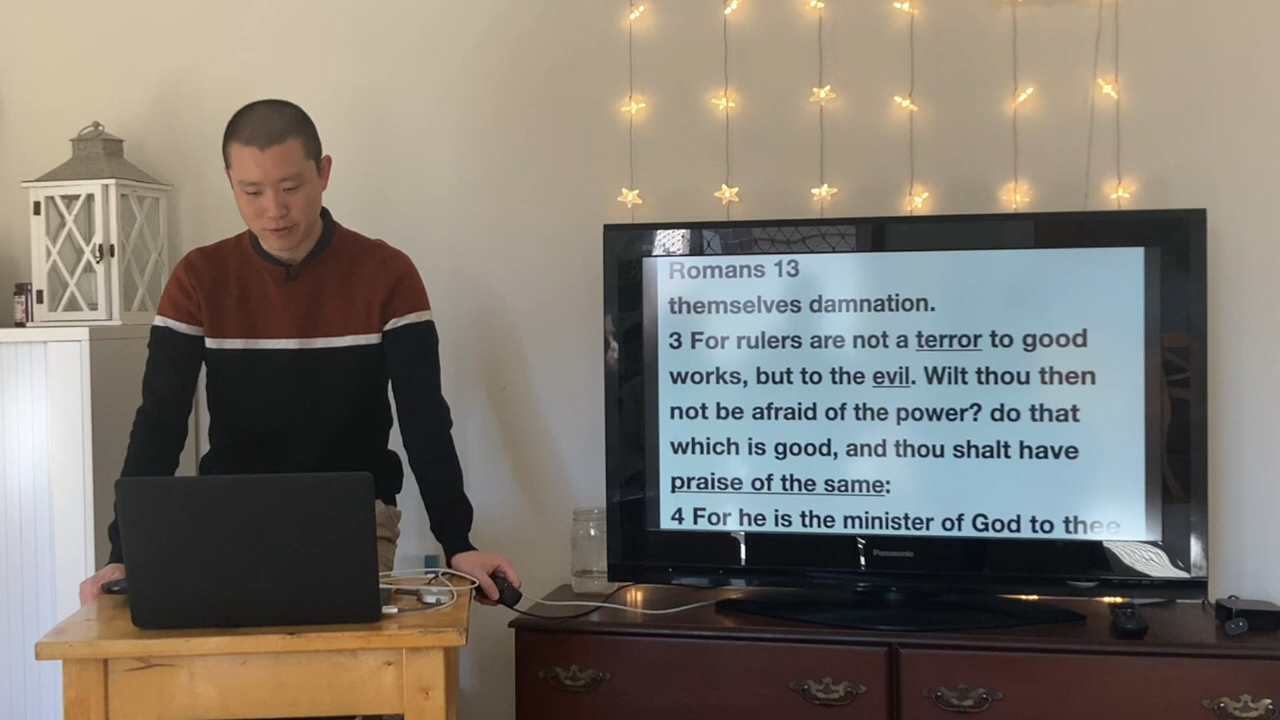 Romans 13
themselves damnation.
3 For rulers are not a terror to good
works, but to the evil. Wilt thou then
not be afraid of the power? do that
which is good, and thou shalt have
praise of the same:
4 For he is the minister of God to thee
Panasonic